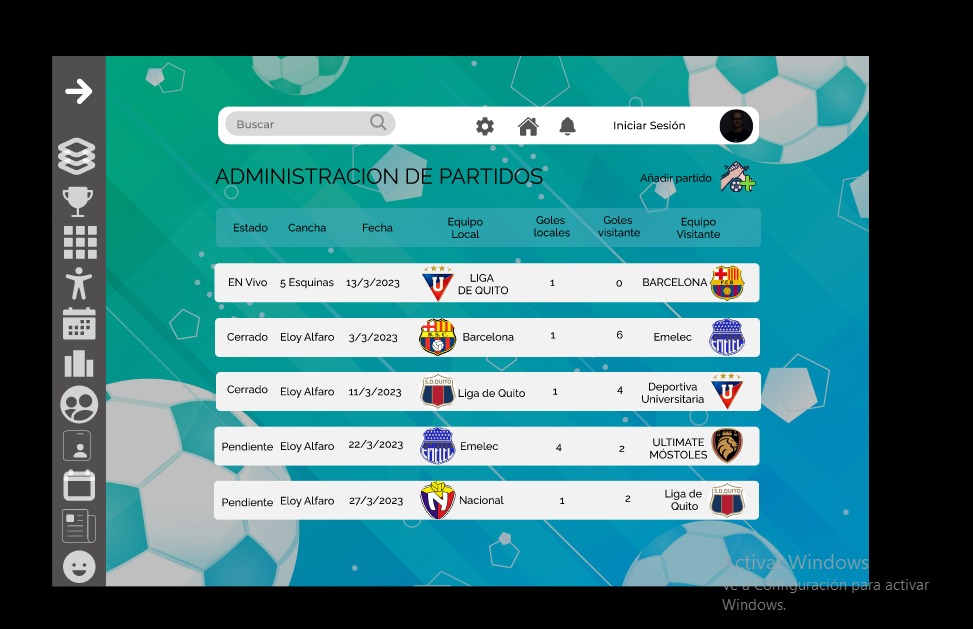 Buscar
Iniciar Sesión
ADMINISTRACION DE PARTIDOS
Añadir partido
Estado Cancha Fecha Equipo Local Goles locales Goles visitante Equipo Visitante
EN Vivo 5 Esquinas 13/3/2023 U LIGA DE QUITO 1 0 BARCELONA FCB
Cerrado Eloy Alfaro 3/3/2023 B.S.C Barcelona 1 6 Emelec
Cerrado Eloy Alfaro 11/3/2023 S.D.QUITO Liga de Quito 1 4 Deportiva Universitaria U
Pendiente Eloy Alfaro 22/3/2023 Emelec 4 2 ULTIMATE MÓSTOLES
Pendiente Eloy Alfaro 27/3/2023 N Nacional 1 2 Liga de Quito S.D.QUITO
Activar Windows
Ve a Configuración para activar
Windows.